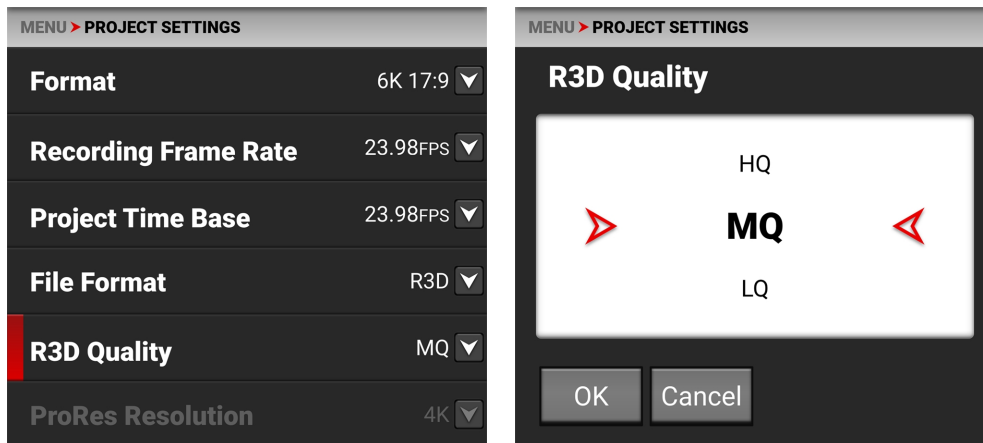 MENU PROJECT SETTINGS
Format 6K 17:9
Recording Frame Rate 23.98FPS
Project Time Base 23.98FPS
File Format R3D
R3D Quality MQ
ProRes Resolution 4K
MENU PROJECT SETTINGS
R3D Quality
HQ
MQ
LQ
OK Cancel